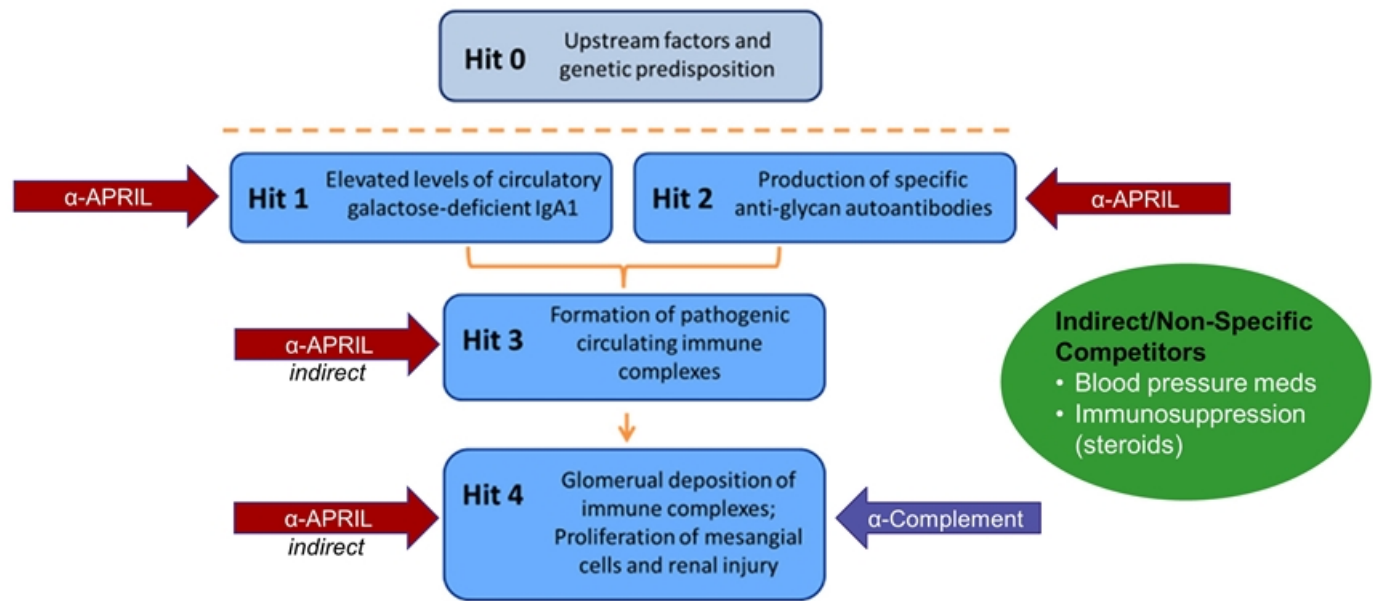 Hit 0
Upstream factors and
genetic predisposition
α-APRIL
Hit 1
Elevated levels of circulatory
galactose-deficient IgA1
Hit 2
Production of specific
anti-glycan autoantibodies
α-APRIL
α-APRIL
indirect
Hit 3
Formation of pathogenic
circulating immune
complexes
Indirect/Non-Specific
Competitors
• Blood pressure meds
• Immunosuppression
(steroids)
α-APRIL
indirect
Hit 4
Glomerual deposition of
immune complexes;
Proliferation of mesangial
cells and renal injury
α-Complement